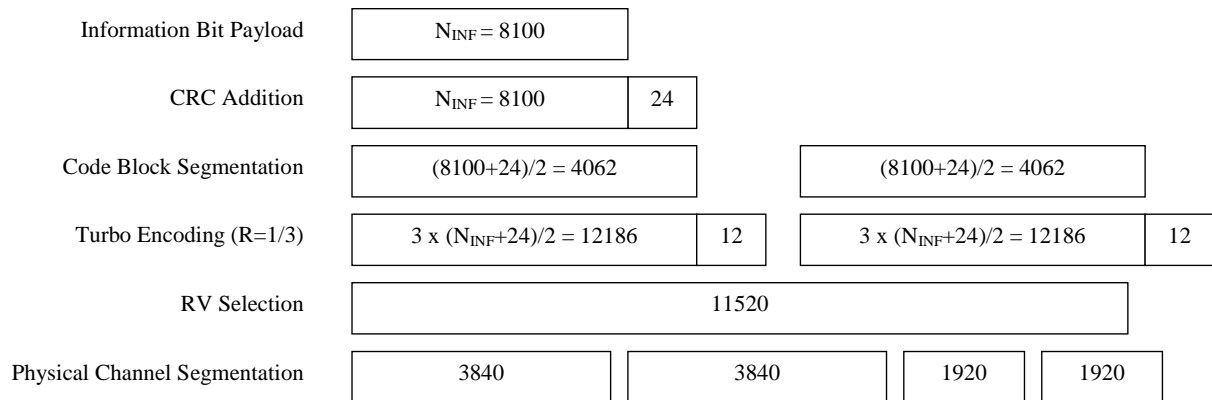 Information Bit Payload N_INF = 8100
CRC Addition N_INF = 8100 24
Code Block Segmentation (8100+24)/2 = 4062 (8100+24)/2 = 4062
Turbo Encoding (R=1/3) 3 x (N_INF+24)/2 = 12186 12 3 x (N_INF+24)/2 = 12186 12
RV Selection 11520
Physical Channel Segmentation 3840 3840 1920 1920